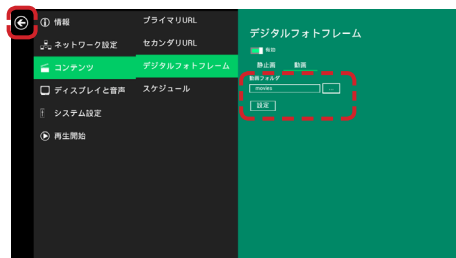 情報
ネットワーク設定
コンテンツ
ディスプレイと音声
システム設定
再生開始
プライマリURL
セカンダリURL
デジタルフォトフレーム
スケジュール
デジタルフォトフレーム
有効
静止画 動画
動画フォルダ
movies ...
設定